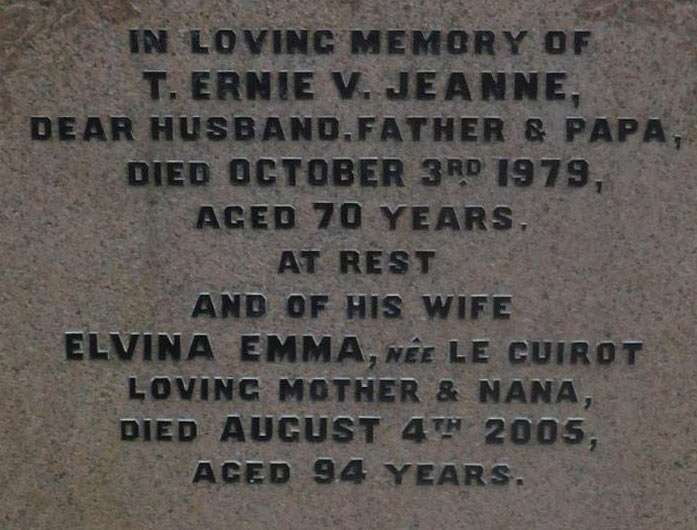 IN LOVING MEMORY OF
T. ERNIE V. JEANNE,
DEAR HUSBAND, FATHER & PAPA,
DIED OCTOBER 3RD 1979,
AGED 70 YEARS.
AT REST
AND OF HIS WIFE
ELVINA EMMA, NÊE LE CUIROT
LOVING MOTHER & NANA,
DIED AUGUST 4TH 2005,
AGED 94 YEARS.